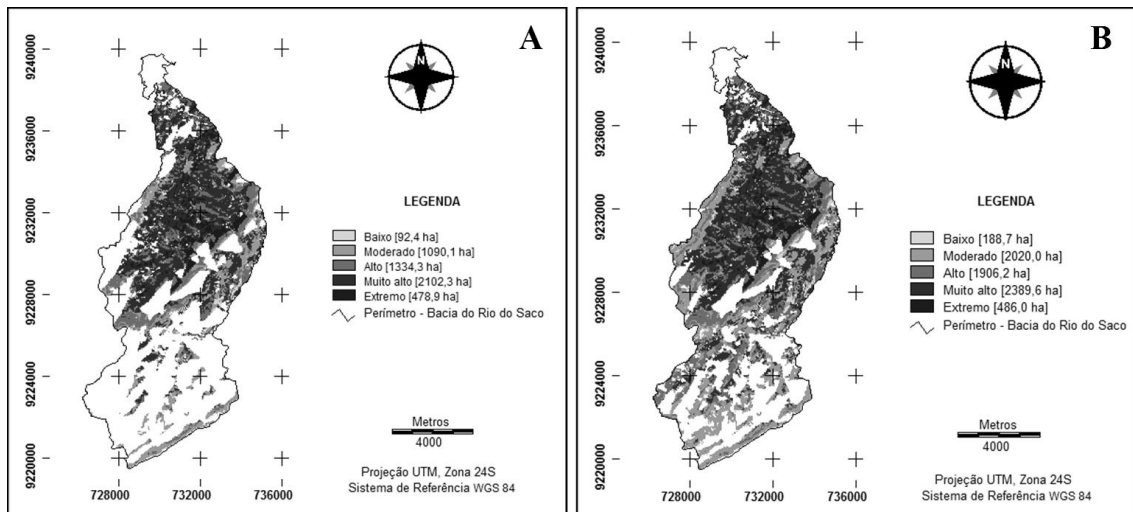 A
N
9240000
9236000
9232000
9228000
9224000
9220000
LEGENDA
Baixo [92,4 ha]
Moderado [1090,1 ha]
Alto [1334,3 ha]
Muito alto [2102,3 ha]
Extremo [478,9 ha]
Perímetro - Bacia do Rio do Saco
Metros
4000
Projeção UTM, Zona 24S
Sistema de Referência WGS 84
728000 732000 736000
B
N
9240000
9236000
9232000
9228000
9224000
9220000
LEGENDA
Baixo [188,7 ha]
Moderado [2020,0 ha]
Alto [1906,2 ha]
Muito alto [2389,6 ha]
Extremo [486,0 ha]
Perímetro - Bacia do Rio do Saco
Metros
4000
Projeção UTM, Zona 24S
Sistema de Referência WGS 84
728000 732000 736000